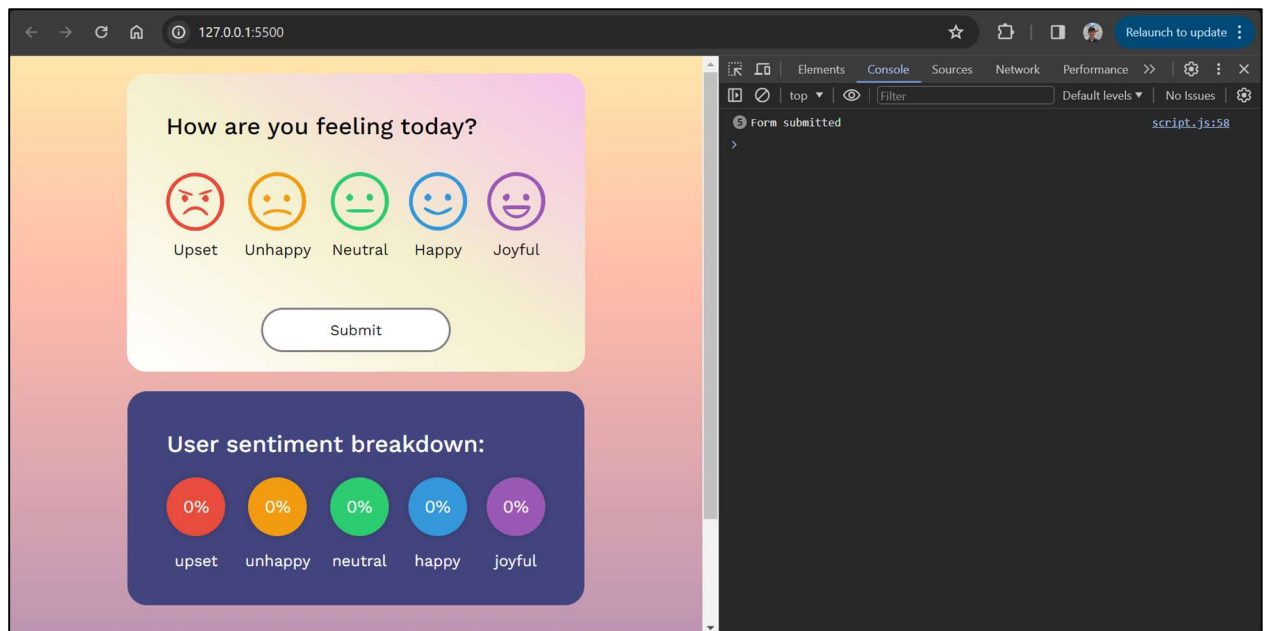 127.0.0.1:5500
Relaunch to update
Elements Console Sources Network Performance
top Filter Default levels No Issues
5 Form submitted script.js:58
How are you feeling today?
Upset Unhappy Neutral Happy Joyful
Submit
User sentiment breakdown:
0% 0% 0% 0% 0%
upset unhappy neutral happy joyful